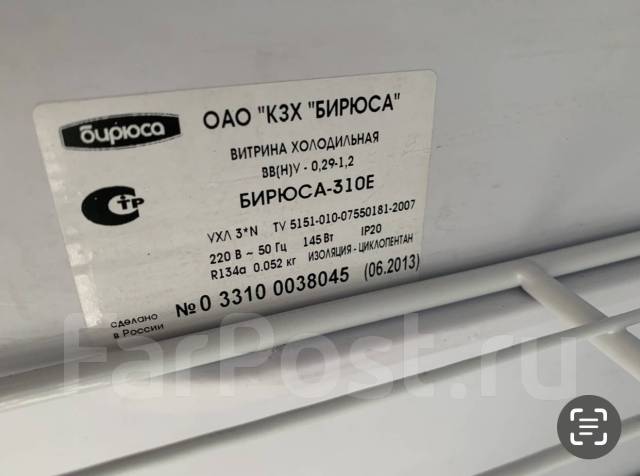 бирюса
ОАО "КЗХ "БИРЮСА"
ВИТРИНА ХОЛОДИЛЬНАЯ
ВВ(Н)V - 0,29-1,2
БИРЮСА-310Е
СТР
УХЛ 3*N TV 5151-010-07550181-2007
220 В ~ 50 Гц 145 Вт IP20
R134a 0.052 кг ИЗОЛЯЦИЯ - ЦИКЛОПЕНТАН
сделано
в России
№ 0 3310 0038045 (06.2013)
FarPost.ru